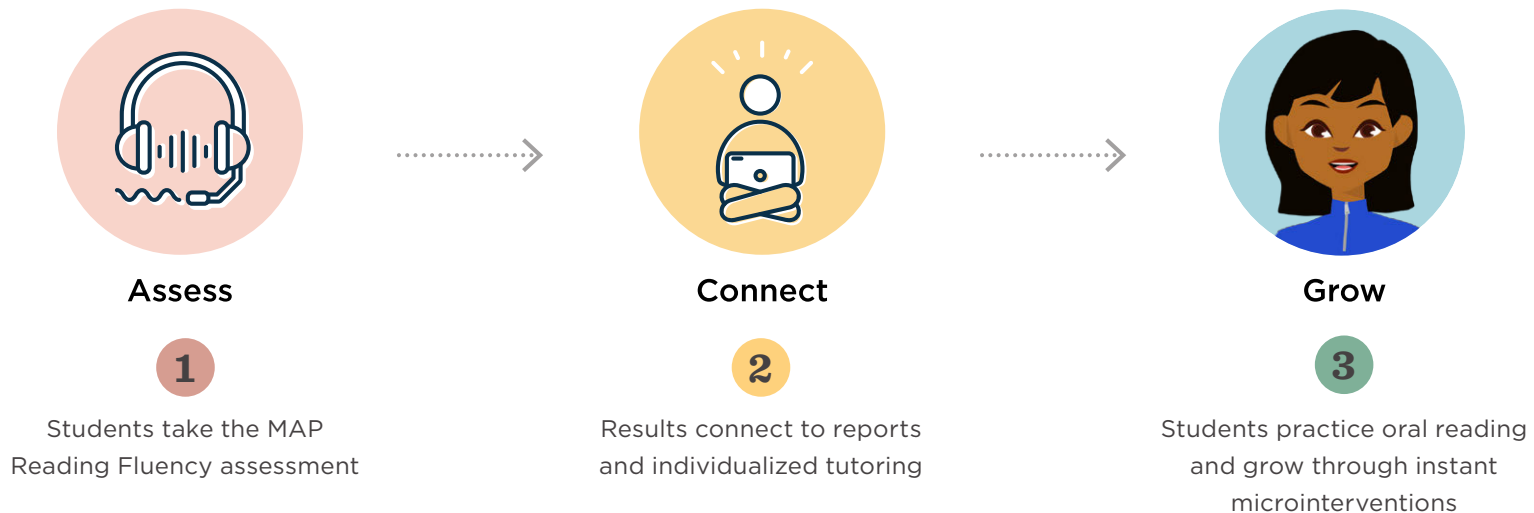 Assess
1
Students take the MAP
Reading Fluency assessment
Connect
2
Results connect to reports
and individualized tutoring
Grow
3
Students practice oral reading
and grow through instant
microinterventions